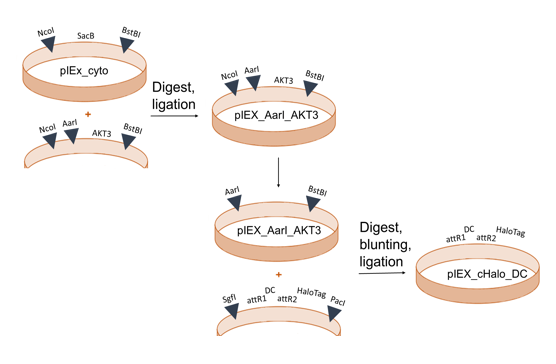 NcoI SacB BstBI
pIEx_cyto
+
NcoI AarI AKT3 BstBI
Digest,
ligation
NcoI AarI AKT3 BstBI
pIEX_AarI_AKT3
AarI BstBI
pIEX_AarI_AKT3
+
SgfI attR1 DC attR2 HaloTag PacI
Digest,
blunting,
ligation
attR1 DC attR2 HaloTag
pIEX_cHalo_DC